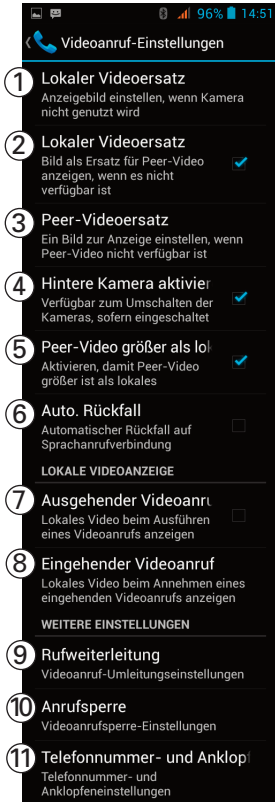 96% 14:51
Videoanruf-Einstellungen
1 Lokaler Videoersatz
Anzeigebild einstellen, wenn Kamera
nicht genutzt wird
2 Lokaler Videoersatz
Bild als Ersatz für Peer-Video
anzeigen, wenn es nicht
verfügbar ist
3 Peer-Videoersatz
Ein Bild zur Anzeige einstellen, wenn
Peer-Video nicht verfügbar ist
4 Hintere Kamera aktivier
Verfügbar zum Umschalten der
Kameras, sofern eingeschaltet
5 Peer-Video größer als lok
Aktivieren, damit Peer-Video
größer ist als lokales
6 Auto. Rückfall
Automatischer Rückfall auf
Sprachanrufverbindung
LOKALE VIDEOANZEIGE
7 Ausgehender Videoanru
Lokales Video beim Ausführen
eines Videoanrufs anzeigen
8 Eingehender Videoanruf
Lokales Video beim Annehmen eines
eingehenden Videoanrufs anzeigen
WEITERE EINSTELLUNGEN
9 Rufweiterleitung
Videoanruf-Umleitungseinstellungen
10 Anrufsperre
Videoanrufsperre-Einstellungen
11 Telefonnummer- und Anklopf
Telefonnummer- und
Anklopfeneinstellungen